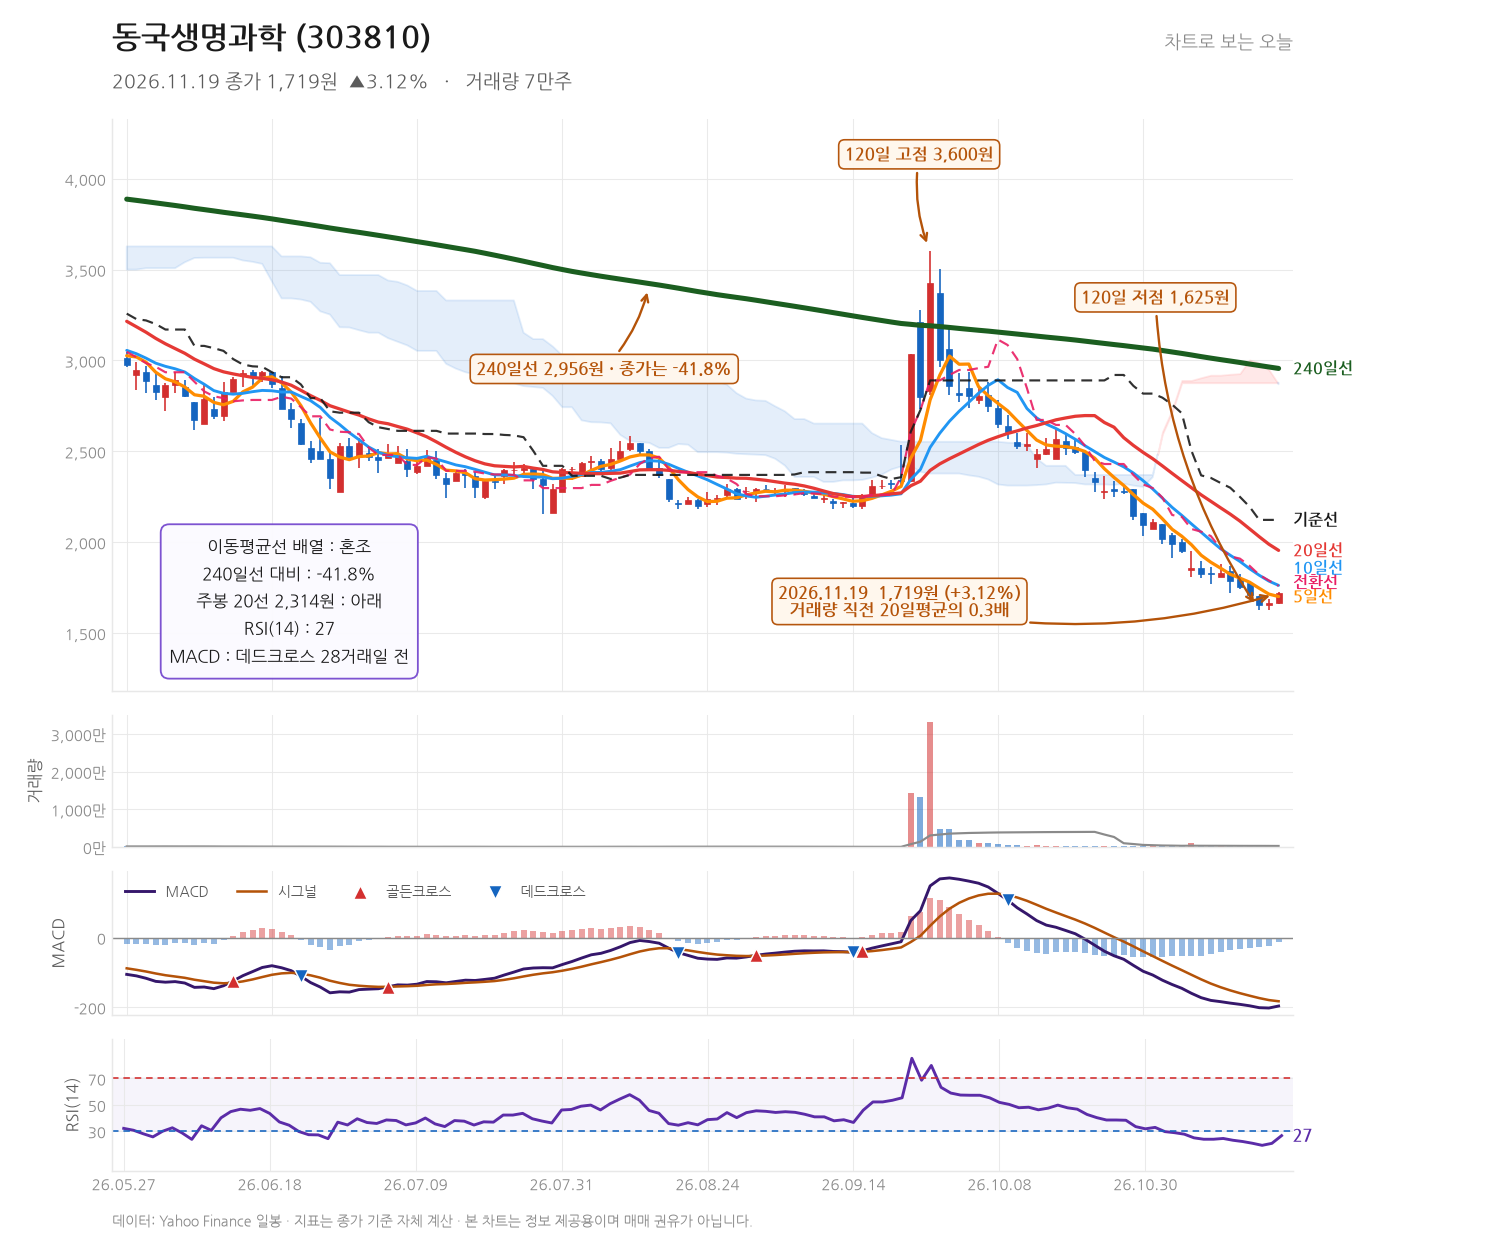 동국생명과학 (303810)
차트로 보는 오늘
2026.11.19 종가 1,719원 ▲3.12% · 거래량 7만주
120일 고점 3,600원
4,000
3,500
120일 저점 1,625원
3,000
240일선 2,956원 · 종가는 -41.8%
240일선
2,500
기준선
2,000
이동평균선 배열 : 혼조
240일선 대비 : -41.8%
주봉 20선 2,314원 : 아래
RSI(14) : 27
MACD : 데드크로스 28거래일 전
20일선
10일선
전환선
5일선
2026.11.19 1,719원 (+3.12%)
거래량 직전 20일평균의 0.3배
1,500
거래량
3,000만
2,000만
1,000만
0만
MACD
MACD
시그널
▲ 골든크로스
▼ 데드크로스
0
-200
RSI(14)
70
50
30
27
26.05.27
26.06.18
26.07.09
26.07.31
26.08.24
26.09.14
26.10.08
26.10.30
데이터: Yahoo Finance 일봉 · 지표는 종가 기준 자체 계산 · 본 차트는 정보 제공용이며 매매 권유가 아닙니다.